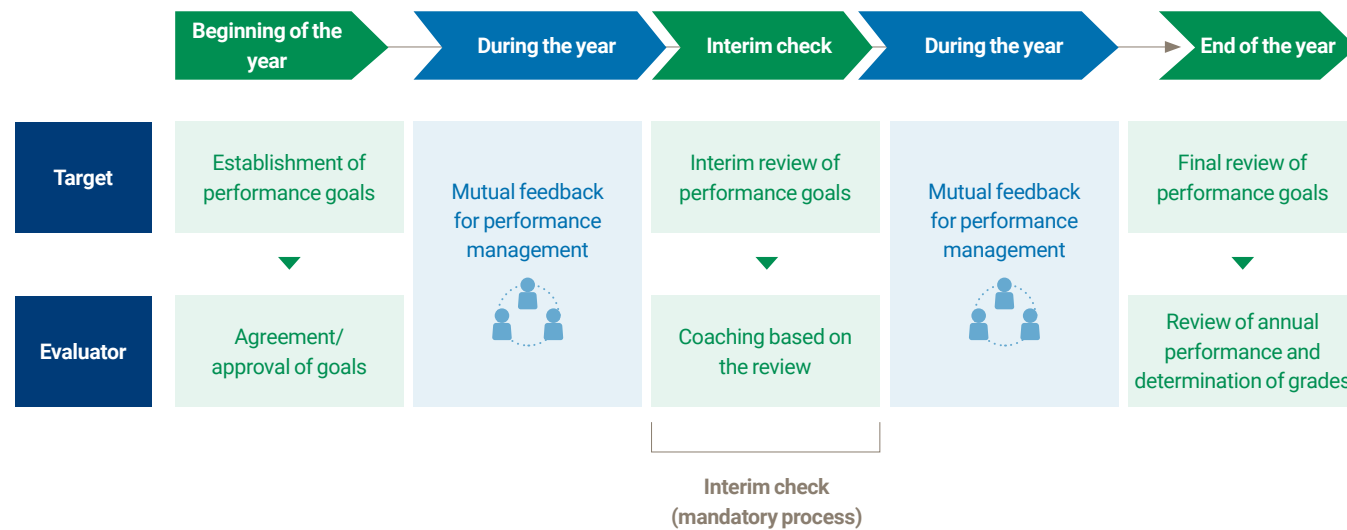 Beginning of the
year
During the year
Interim check
During the year
End of the year
Target
Establishment of
performance goals
Mutual feedback
for performance
management
Interim review of
performance goals
Mutual feedback
for performance
management
Final review of
performance goals
Evaluator
Agreement/
approval of goals
Coaching based on
the review
Review of annual
performance and
determination of grades
Interim check
(mandatory process)